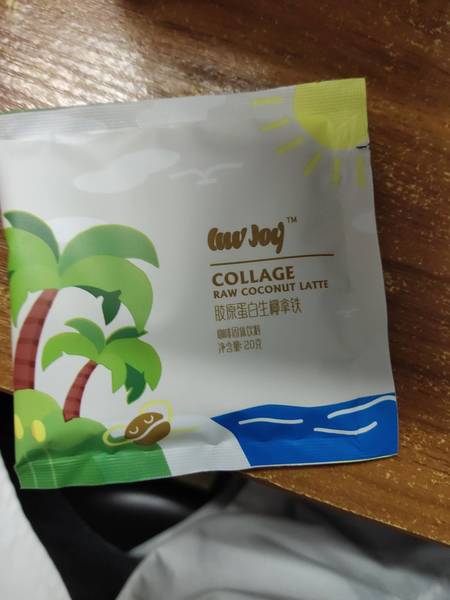 luv Joy™
COLLAGE
RAW COCONUT LATTE
胶原蛋白生椰拿铁
咖啡固体饮料
净含量:20克